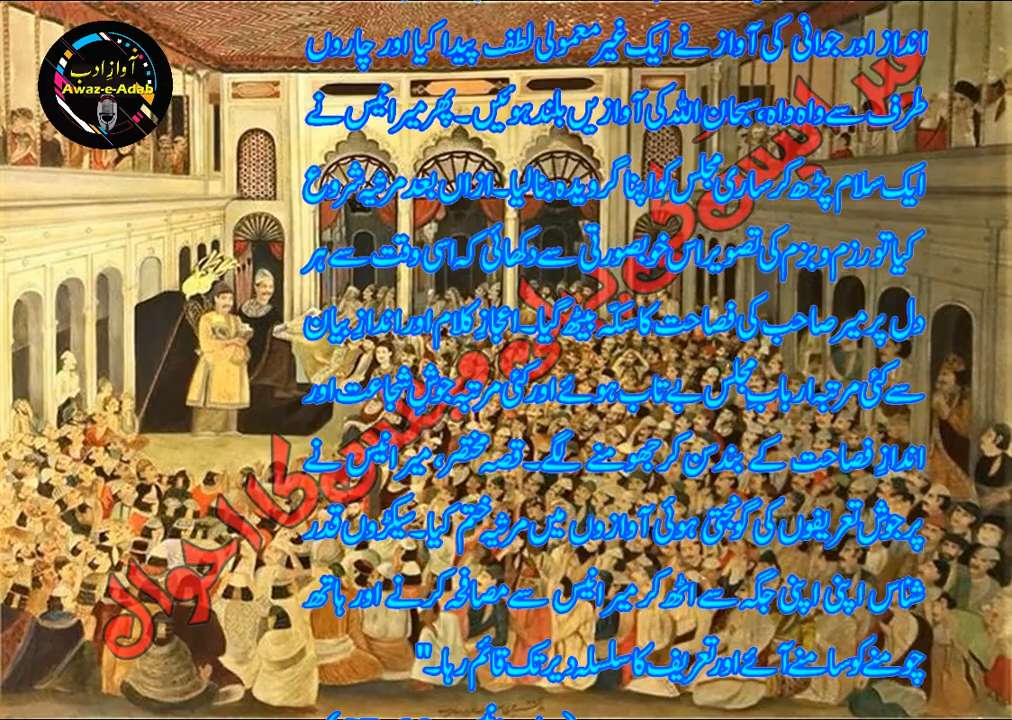 آوازِ ادب
Awaz-e-Adab
انداز اور جوانی کی آواز نے ایک غیر معمولی لطف پیدا کیا اور چاروں
طرف سے واہ واہ، سبحان اللہ کی آوازیں بلند ہوئیں۔ پھر میر انیس نے
ایک سلام پڑھ کر ساری مجلس کو اپنا گرویدہ بنا لیا۔ ازاں بعد مرثیہ شروع
کیا تو رزم و بزم کی تصویر اس خوبصورتی سے دکھائی کہ اسی وقت سے ہر
دل پر میر صاحب کی فصاحت کا سکّہ بیٹھ گیا۔ اعجازِ کلام اور اندازِ بیان
سے کئی مرتبہ اربابِ مجلس بے تاب ہوئے اور کئی مرتبہ جوشِ شجاعت اور
اندازِ فصاحت کے بند سن کر جھومنے لگے۔ قصہ مختصر، میر انیس نے
پر جوش تعریفوں کی گونجتی ہوئی آوازوں میں مرثیہ ختم کیا۔ سیکڑوں قدر
شناس اپنی اپنی جگہ سے اٹھ کر میر انیس سے مصافحہ کرنے اور ہاتھ
چومنے کو سامنے آئے اور تعریف کا سلسلہ دیر تک قائم رہا۔"